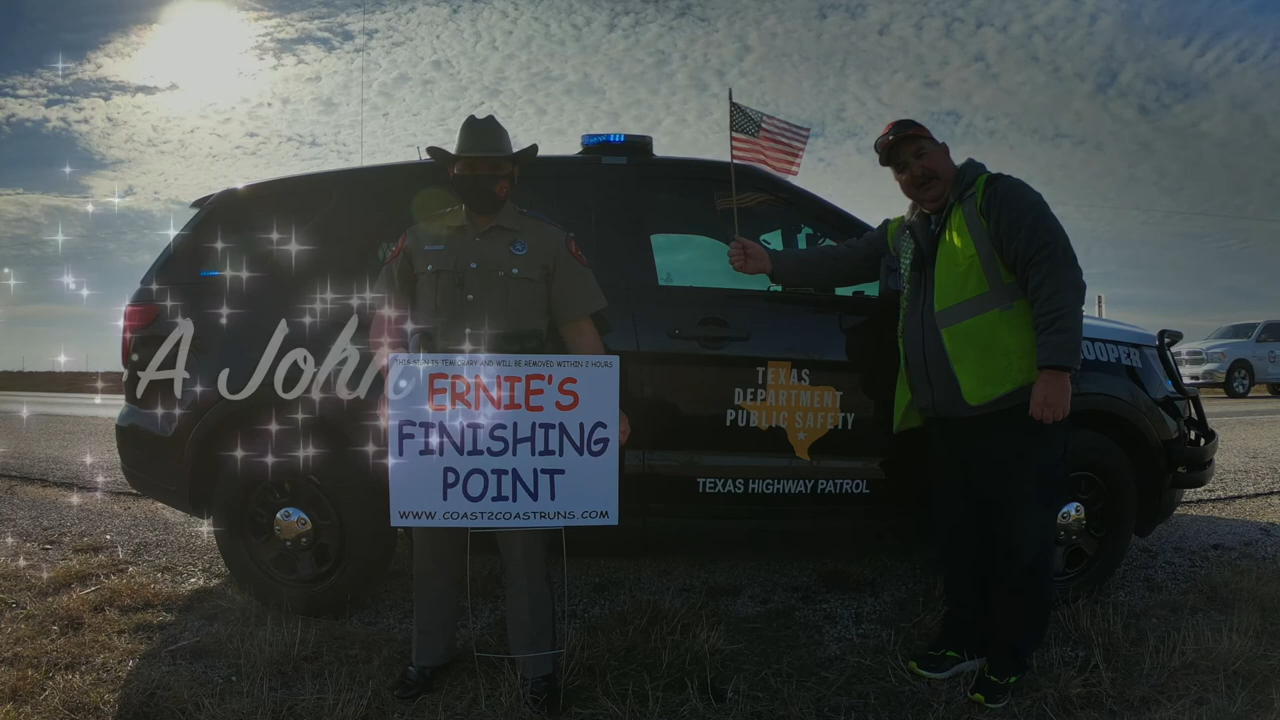 : A John
THIS SIGN IS TEMPORARY AND WILL BE REMOVED WITHIN 2 HOURS
ERNIE'S
FINISHING
POINT
WWW.COAST2COASTRUNS.COM
TEXAS
DEPARTMENT
PUBLIC SAFETY
TEXAS HIGHWAY PATROL
OOPER